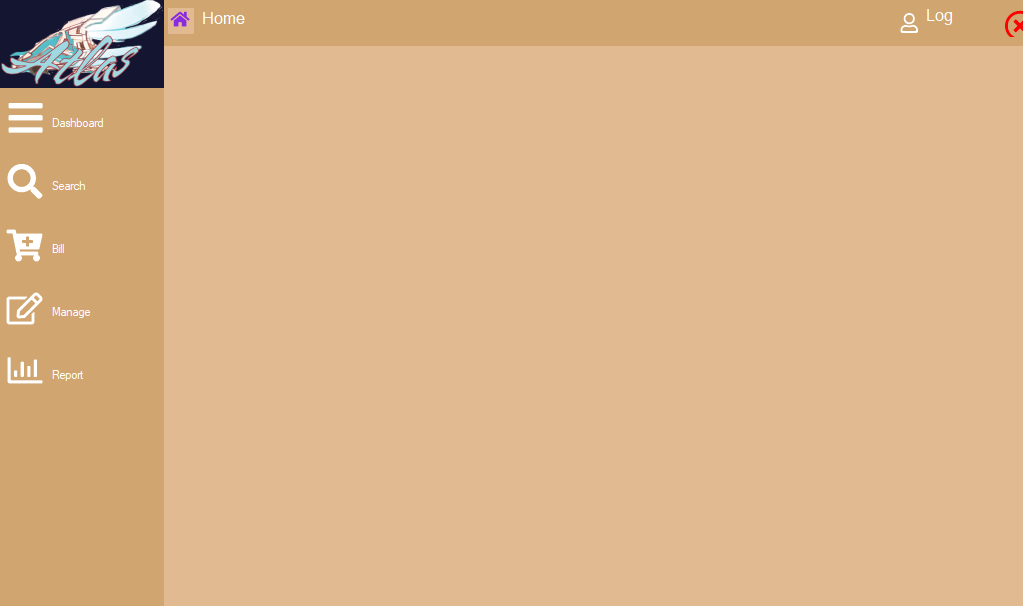 Atlas
Home
Log
Dashboard
Search
Bill
Manage
Report